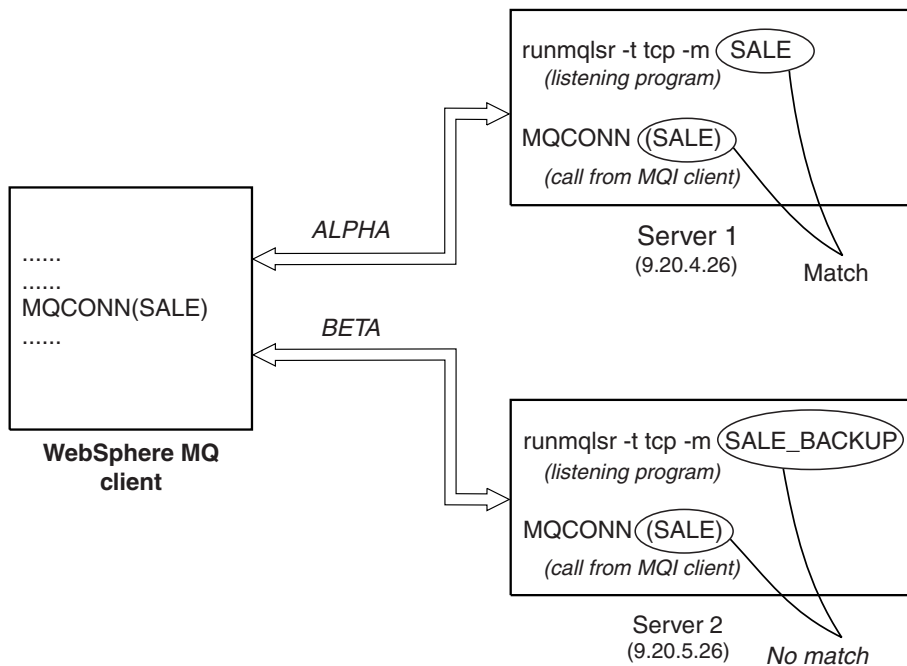 runmqlsr -t tcp -m SALE
(listening program)
MQCONN (SALE)
(call from MQI client)
Server 1
(9.20.4.26)
Match
ALPHA
......
......
MQCONN(SALE)
......
BETA
WebSphere MQ
client
runmqlsr -t tcp -m SALE_BACKUP
(listening program)
MQCONN (SALE)
(call from MQI client)
Server 2
(9.20.5.26)
No match